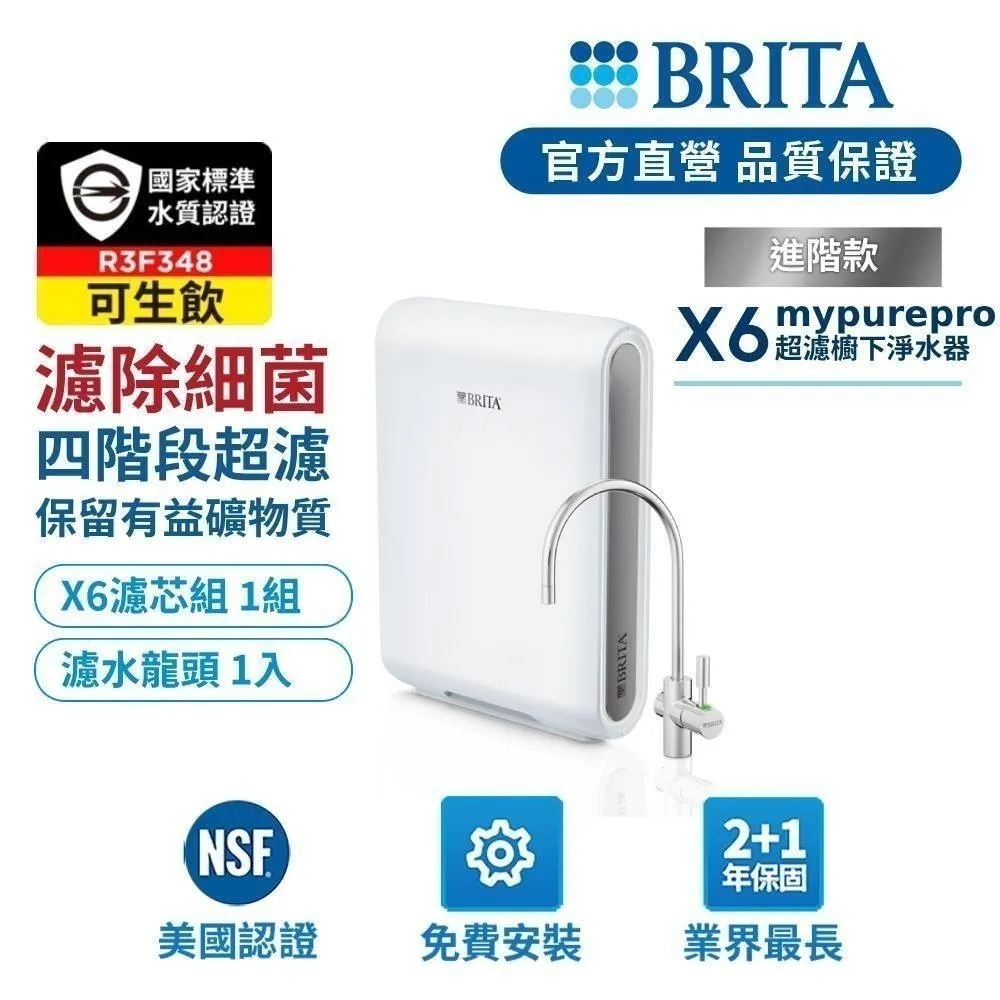 BRITA
官方直營 品質保證
國家標準
水質認證
R3F348
可生飲
進階款
X6 mypurepro
超濾櫥下淨水器
濾除細菌
四階段超濾
保留有益礦物質
X6濾芯組 1組
濾水龍頭 1入
BRITA
BRITA
BRITA
NSF
美國認證
免費安裝
2+1
年保固
業界最長